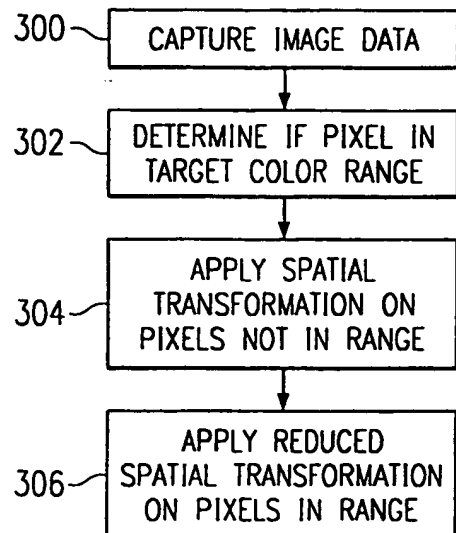 300
CAPTURE IMAGE DATA
302
DETERMINE IF PIXEL IN
TARGET COLOR RANGE
304
APPLY SPATIAL
TRANSFORMATION ON
PIXELS NOT IN RANGE
306
APPLY REDUCED
SPATIAL TRANSFORMATION
ON PIXELS IN RANGE